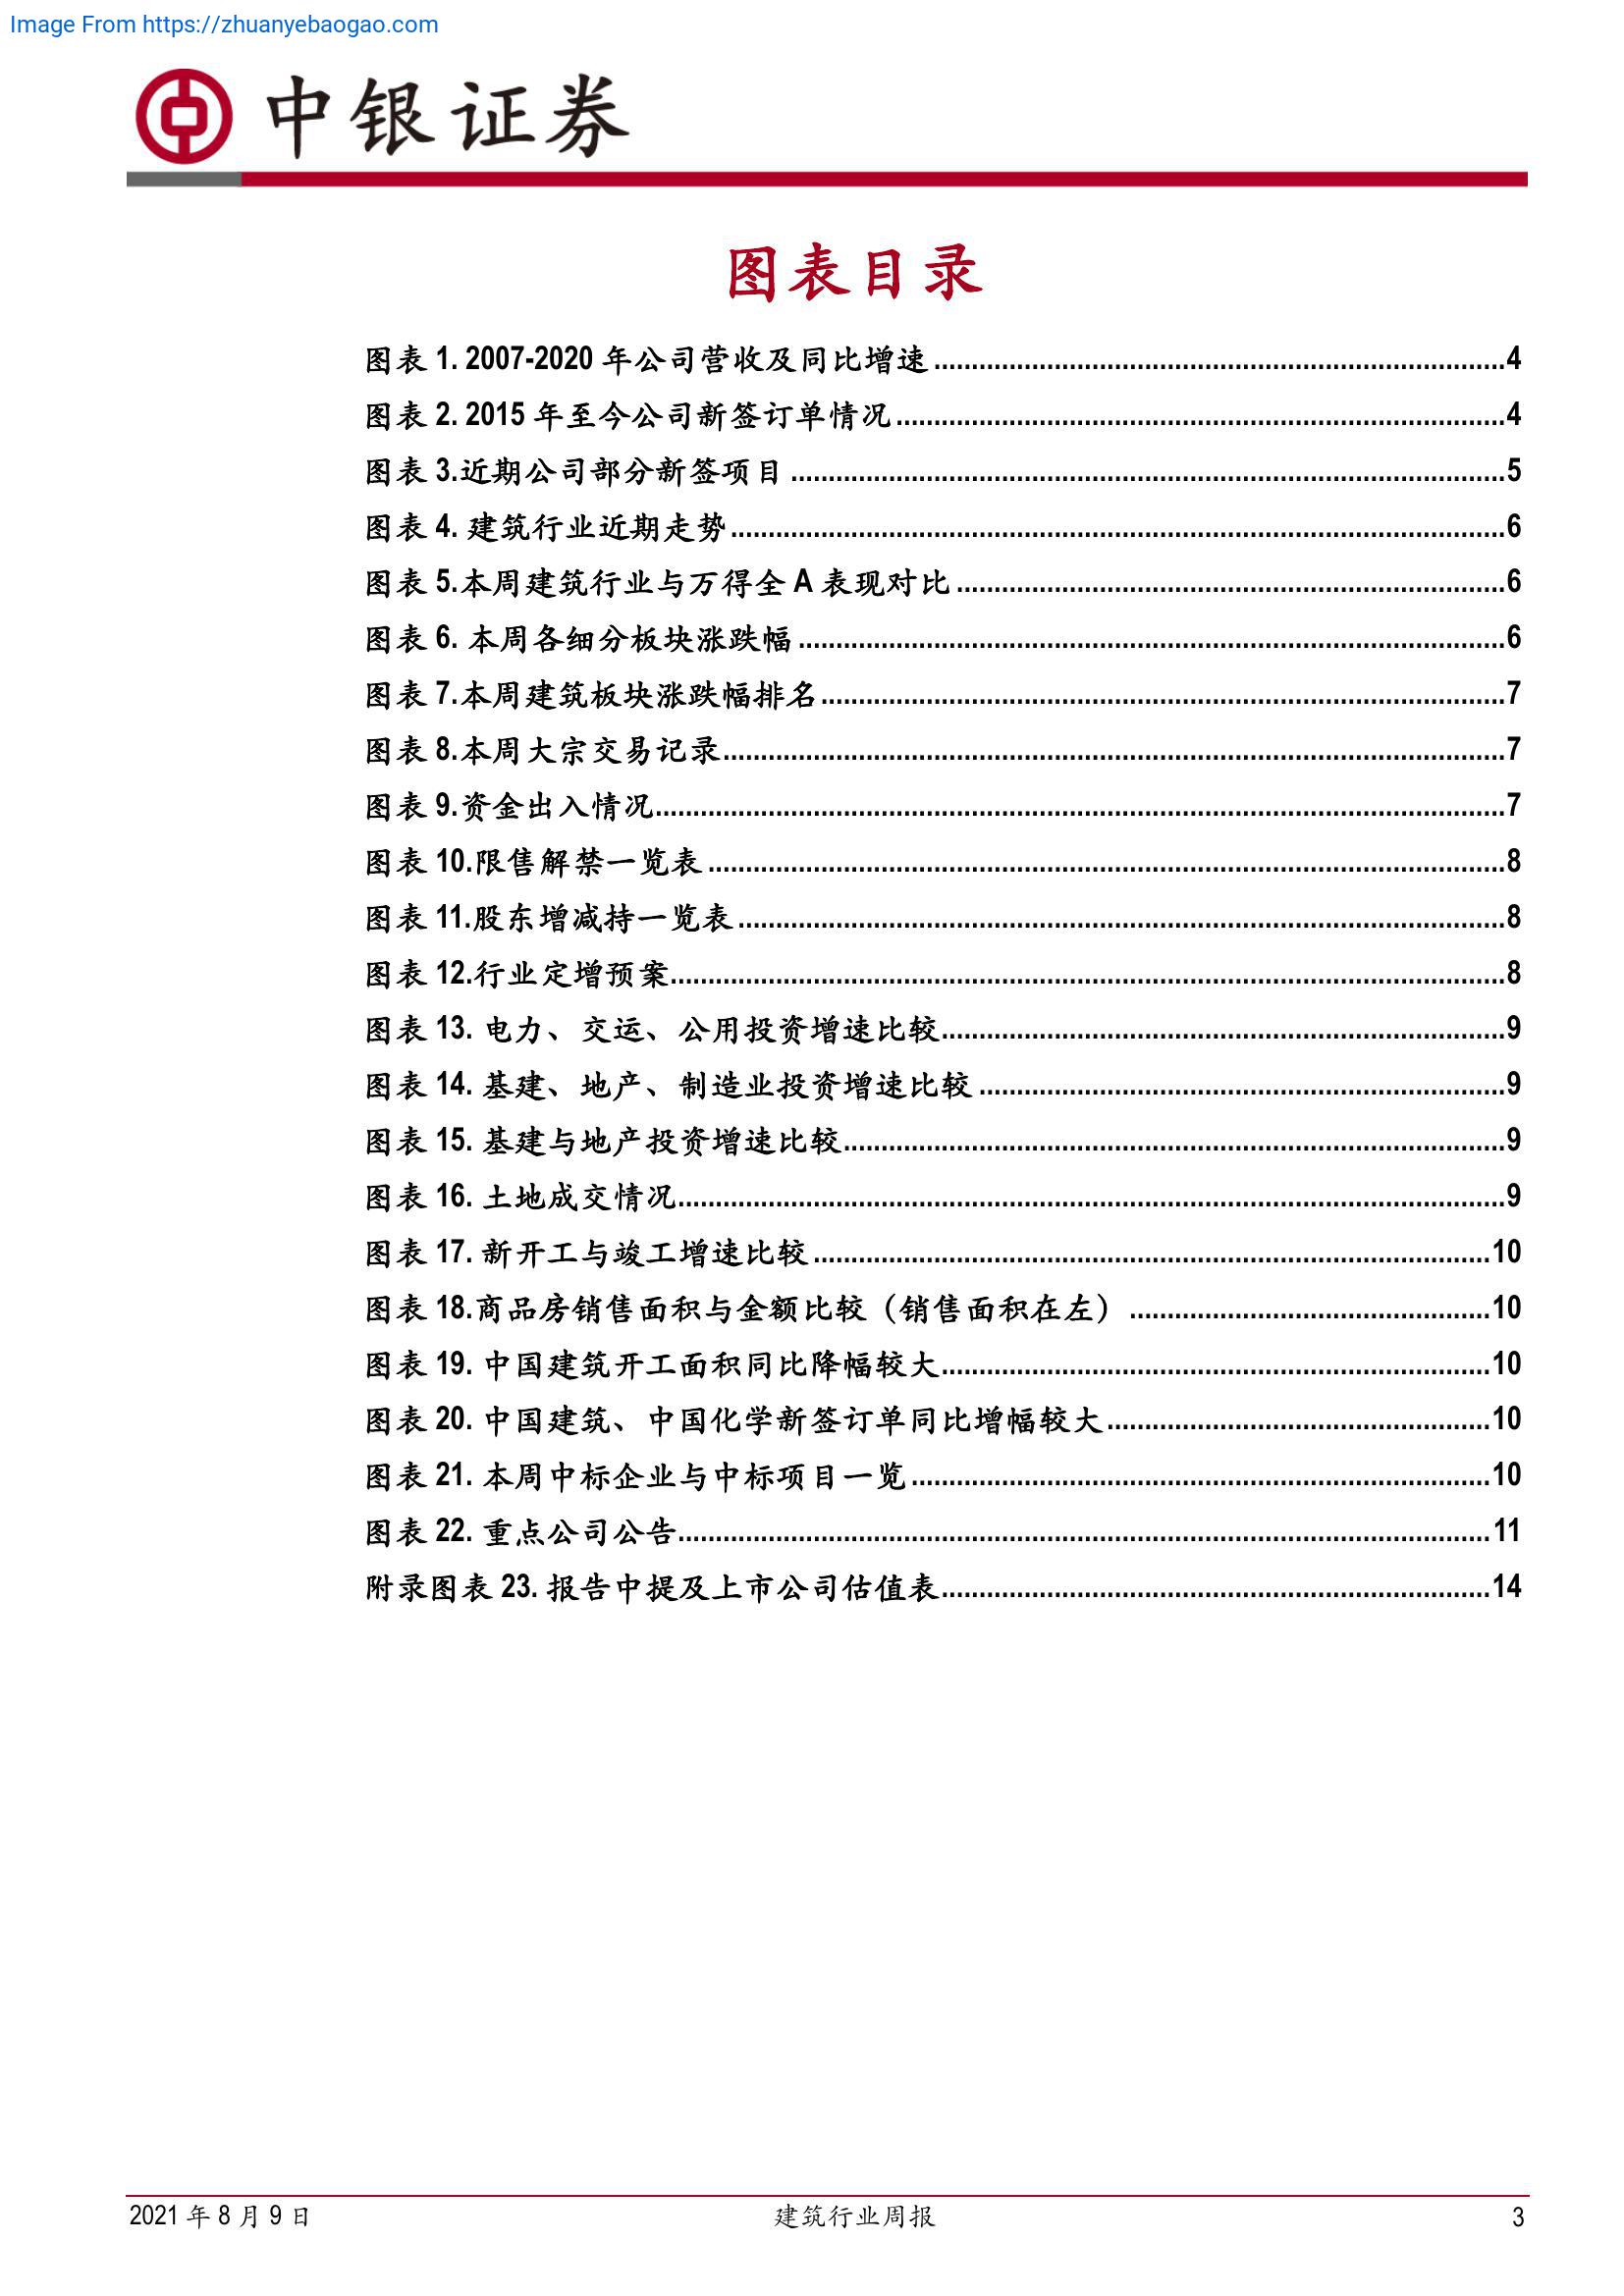 Image From https://zhuanyebaogao.com
中银证券
图表目录
图表 1. 2007-2020 年公司营收及同比增速............................................................................4
图表 2. 2015 年至今公司新签订单情况.................................................................................4
图表 3.近期公司部分新签项目...............................................................................................5
图表 4. 建筑行业近期走势.......................................................................................................6
图表 5.本周建筑行业与万得全 A 表现对比.........................................................................6
图表 6. 本周各细分板块涨跌幅..............................................................................................6
图表 7.本周建筑板块涨跌幅排名...........................................................................................7
图表 8.本周大宗交易记录........................................................................................................7
图表 9.资金出入情况.................................................................................................................7
图表 10.限售解禁一览表..........................................................................................................8
图表 11.股东增减持一览表......................................................................................................8
图表 12.行业定增预案...............................................................................................................8
图表 13. 电力、交运、公用投资增速比较...........................................................................9
图表 14. 基建、地产、制造业投资增速比较......................................................................9
图表 15. 基建与地产投资增速比较........................................................................................9
图表 16. 土地成交情况..............................................................................................................9
图表 17. 新开工与竣工增速比较..........................................................................................10
图表 18.商品房销售面积与金额比较（销售面积在左）................................................10
图表 19. 中国建筑开工面积同比降幅较大.........................................................................10
图表 20. 中国建筑、中国化学新签订单同比增幅较大...................................................10
图表 21. 本周中标企业与中标项目一览.............................................................................10
图表 22. 重点公司公告............................................................................................................11
附录图表 23. 报告中提及上市公司估值表.........................................................................14
2021 年 8 月 9 日
建筑行业周报
3